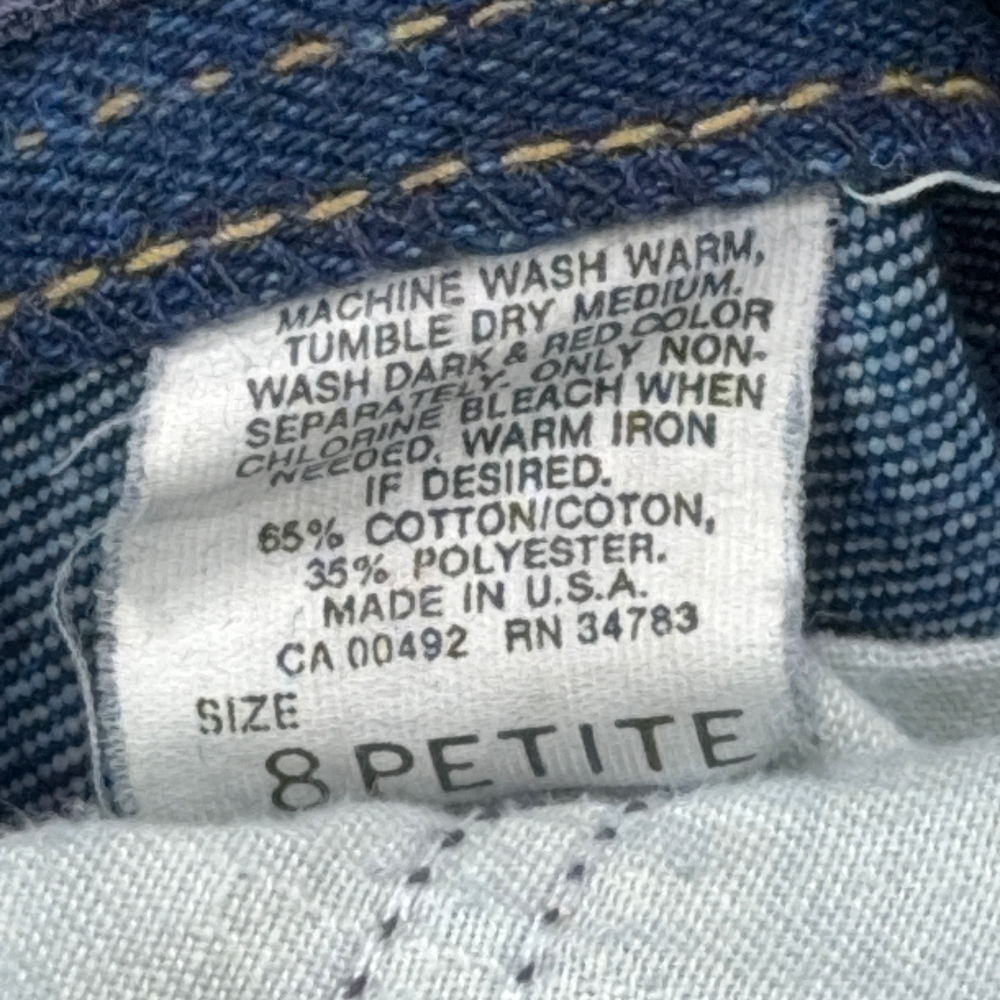 MACHINE WASH WARM,
TUMBLE DRY MEDIUM.
WASH DARK & RED COLOR
SEPARATELY. ONLY NON-
CHLORINE BLEACH WHEN
NEEDED. WARM IRON
IF DESIRED.
65% COTTON/COTON,
35% POLYESTER.
MADE IN U.S.A.
CA 00492 RN 34783
SIZE
8 PETITE